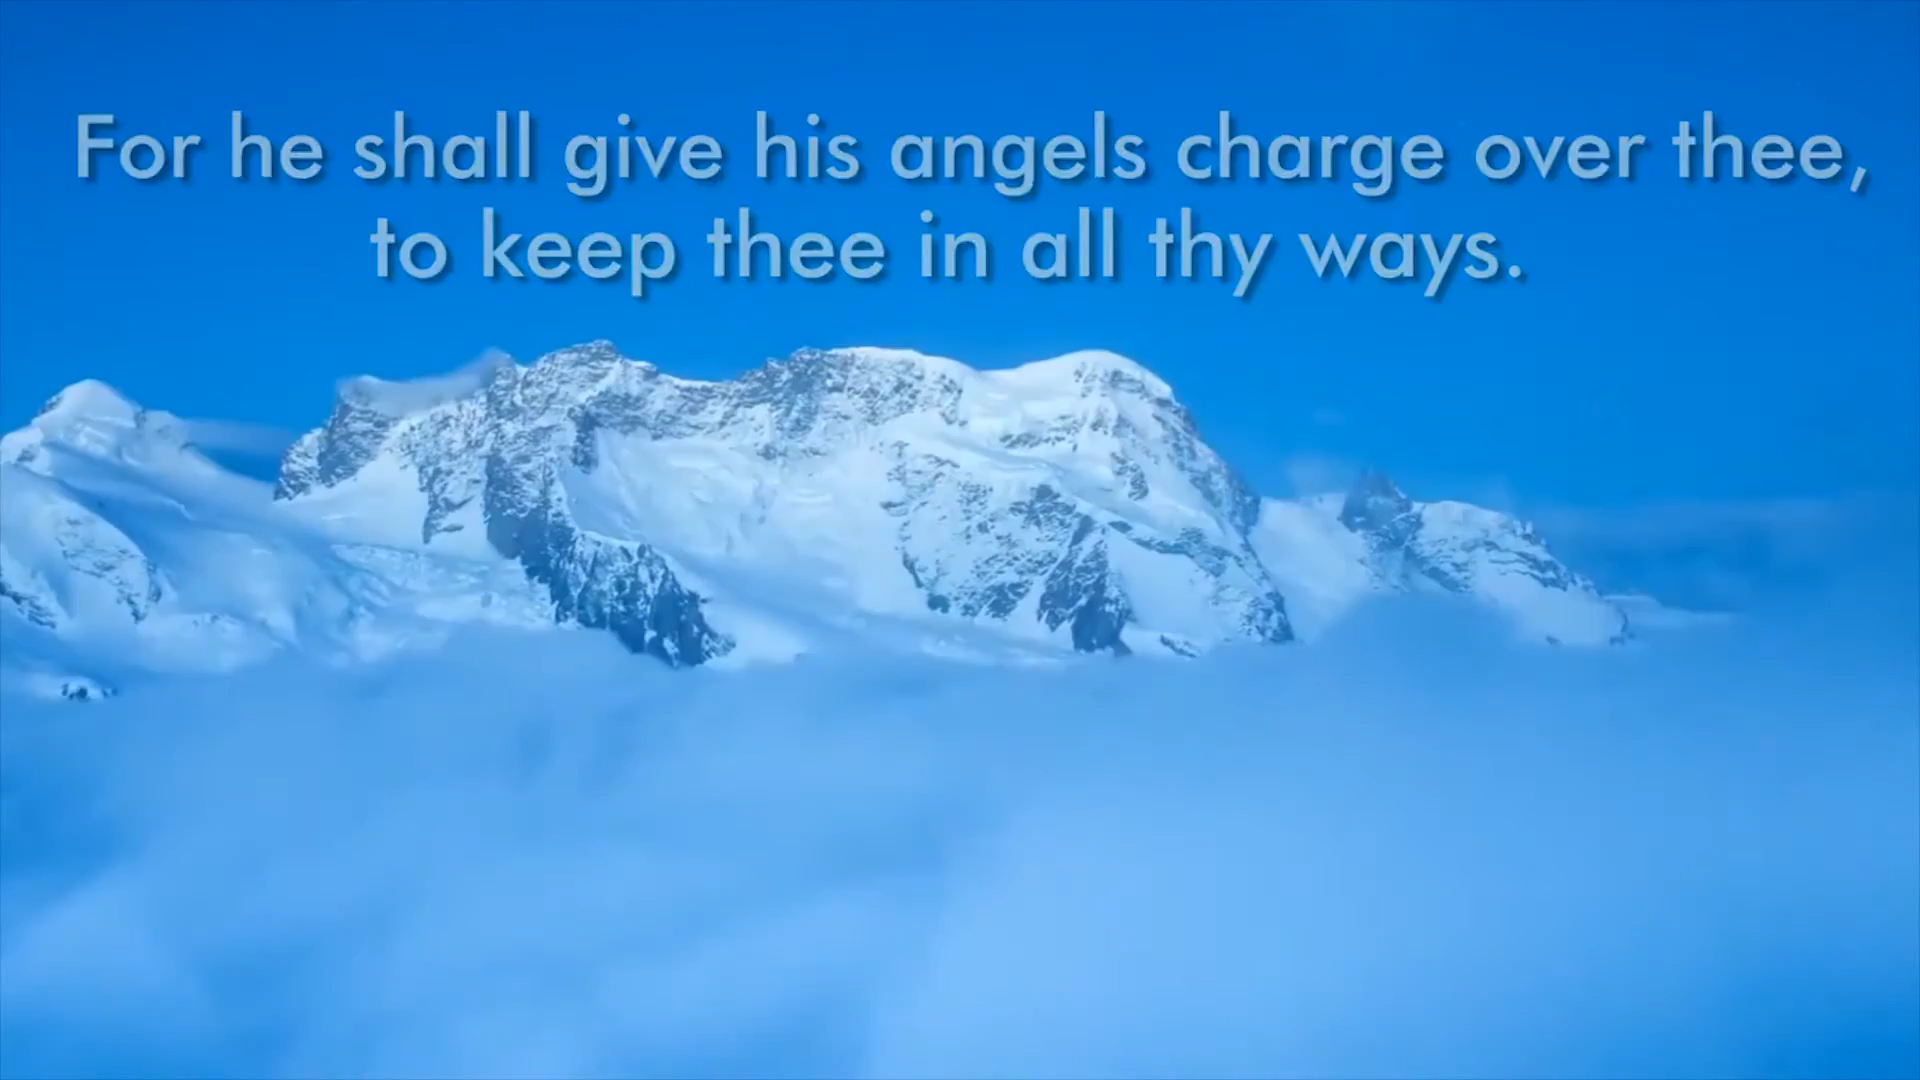 For he shall give his angels charge over thee,
to keep thee in all thy ways.